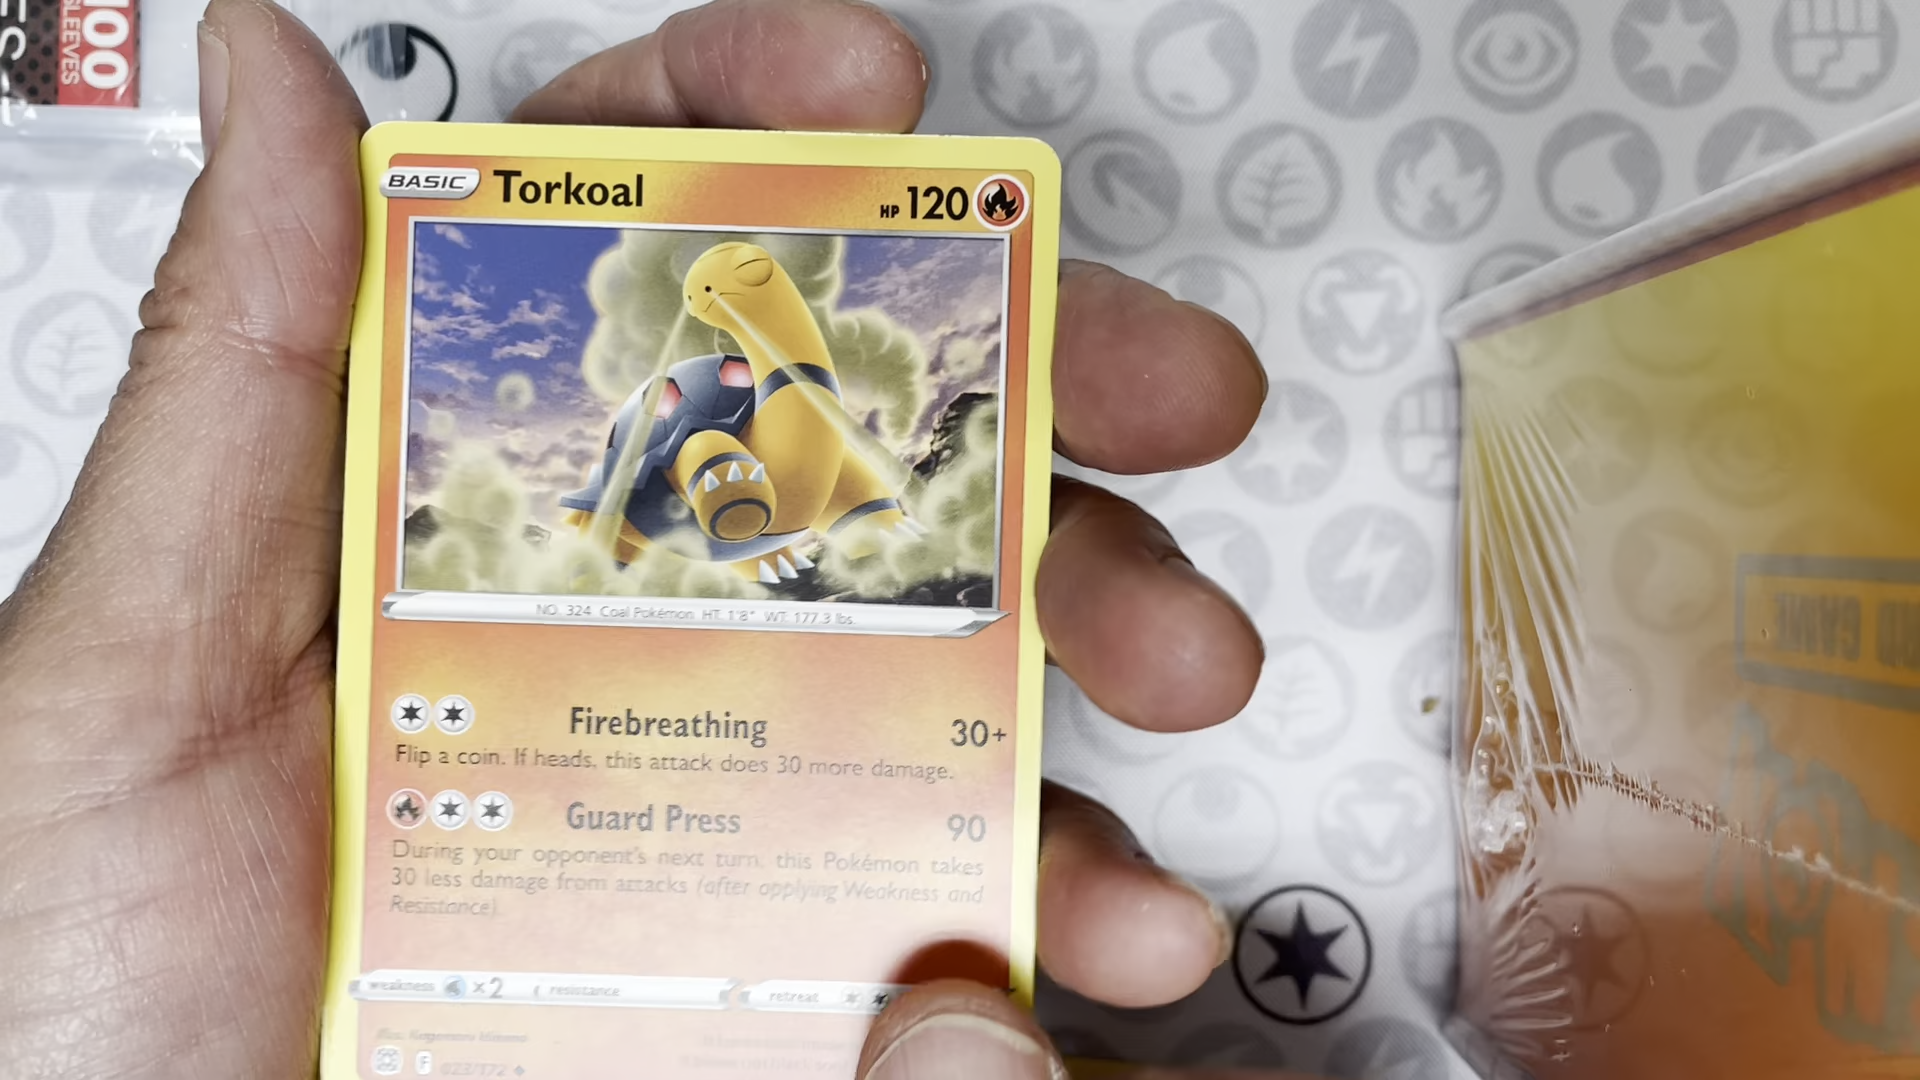 100
SLEEVES
BASIC Torkoal HP 120
NO. 324 Coal Pokémon HT: 1'8" WT: 177.3 lbs.
Firebreathing 30+
Flip a coin. If heads, this attack does 30 more damage.
Guard Press 90
During your opponent's next turn, this Pokémon takes
30 less damage from attacks (after applying Weakness and
Resistance).
weakness ×2 resistance retreat
F 023/172